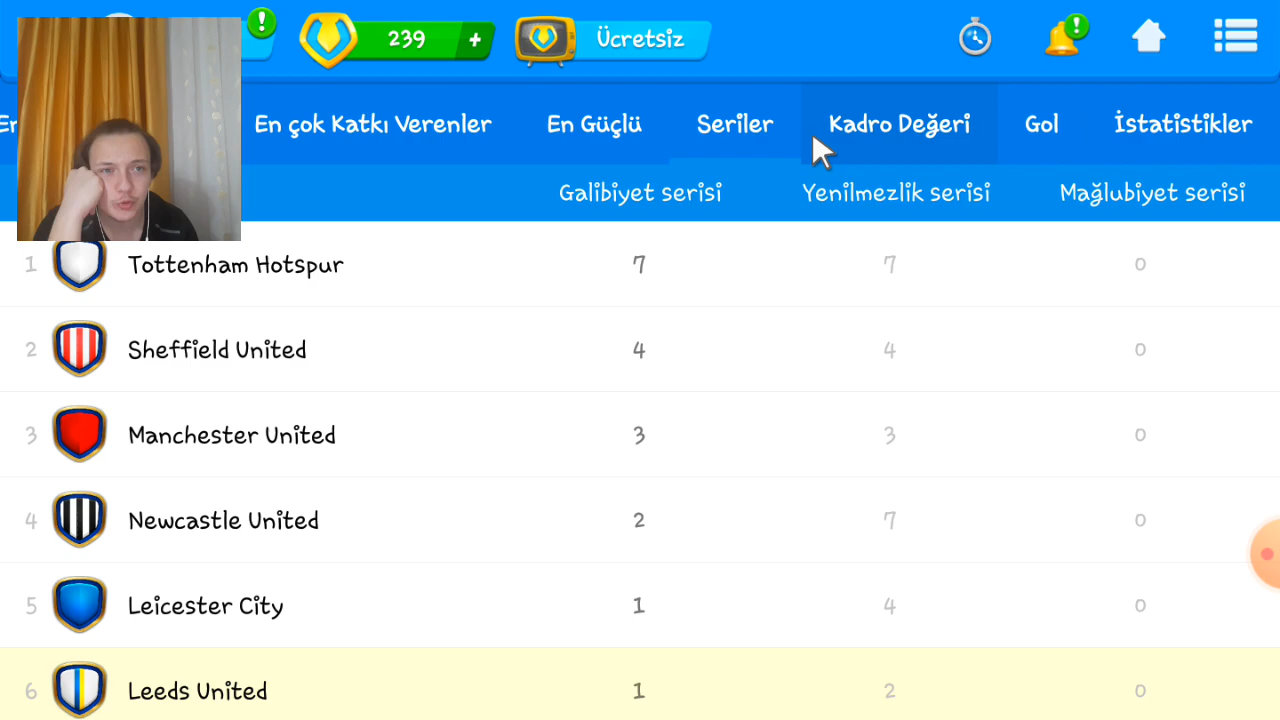 ! 239 + Ücretsiz !
En çok Katkı Verenler En Güçlü Seriler Kadro Değeri Gol İstatistikler
Galibiyet serisi Yenilmezlik serisi Mağlubiyet serisi
1 Tottenham Hotspur 7 7 0
2 Sheffield United 4 4 0
3 Manchester United 3 3 0
4 Newcastle United 2 7 0
5 Leicester City 1 4 0
6 Leeds United 1 2 0